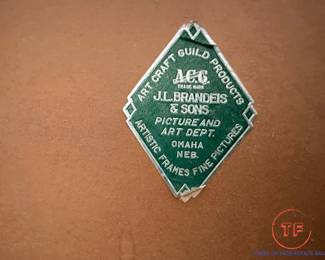 ART CRAFT GUILD PRODUCTS
A.C.G.
TRADE MARK
J.L. BRANDEIS
& SONS
PICTURE AND
ART DEPT.
OMAHA
NEB.
ARTISTIC FRAMES FINE PICTURES
TF